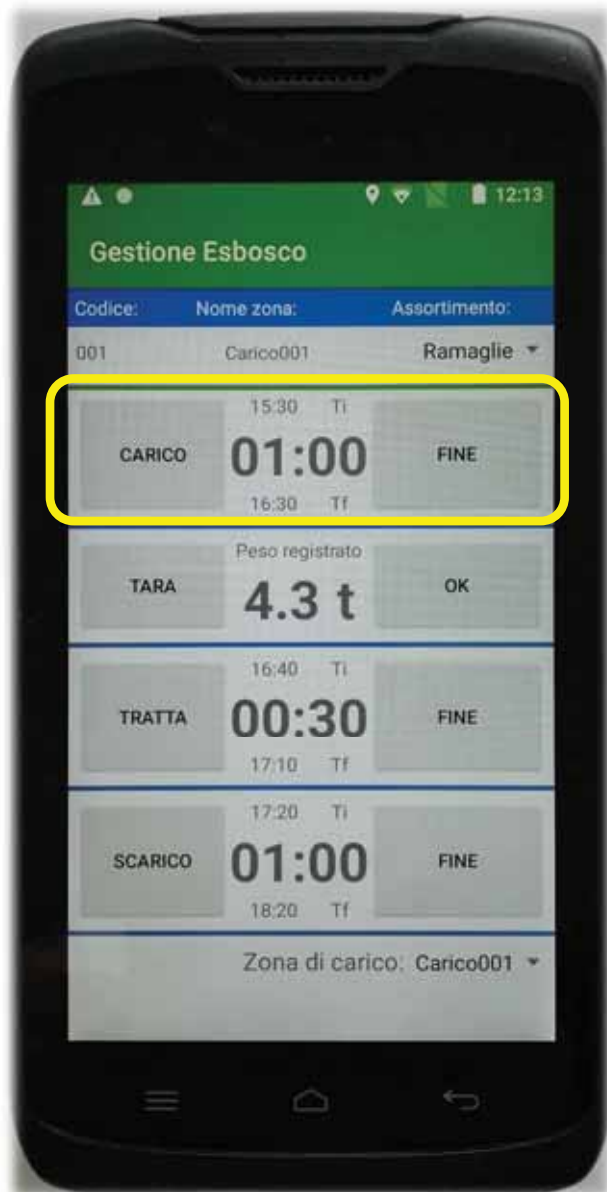 12:13
Gestione Esbosco
Codice: Nome zona: Assortimento:
001 Carico001 Ramaglie
15:30 Ti
CARICO 01:00 FINE
16:30 Tf
Peso registrato
TARA 4.3 t OK
16:40 Ti
TRATTA 00:30 FINE
17:10 Tf
17:20 Ti
SCARICO 01:00 FINE
18:20 Tf
Zona di carico: Carico001